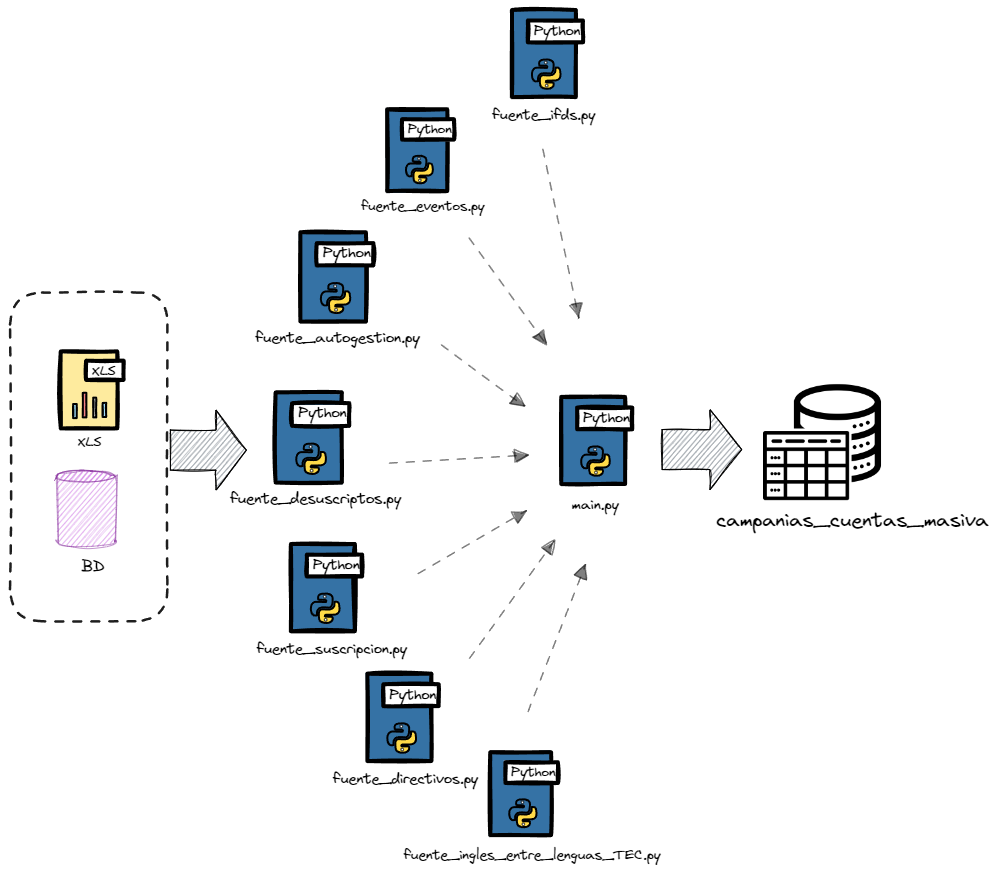 Python
fuente_ifds.py
Python
fuente_eventos.py
Python
fuente_autogestion.py
XLS
XLS
BD
Python
fuente_desuscriptos.py
Python
main.py
campanias_cuentas_masiva
Python
fuente_suscripcion.py
Python
fuente_directivos.py
Python
fuente_ingles_entre_lenguas_TEC.py